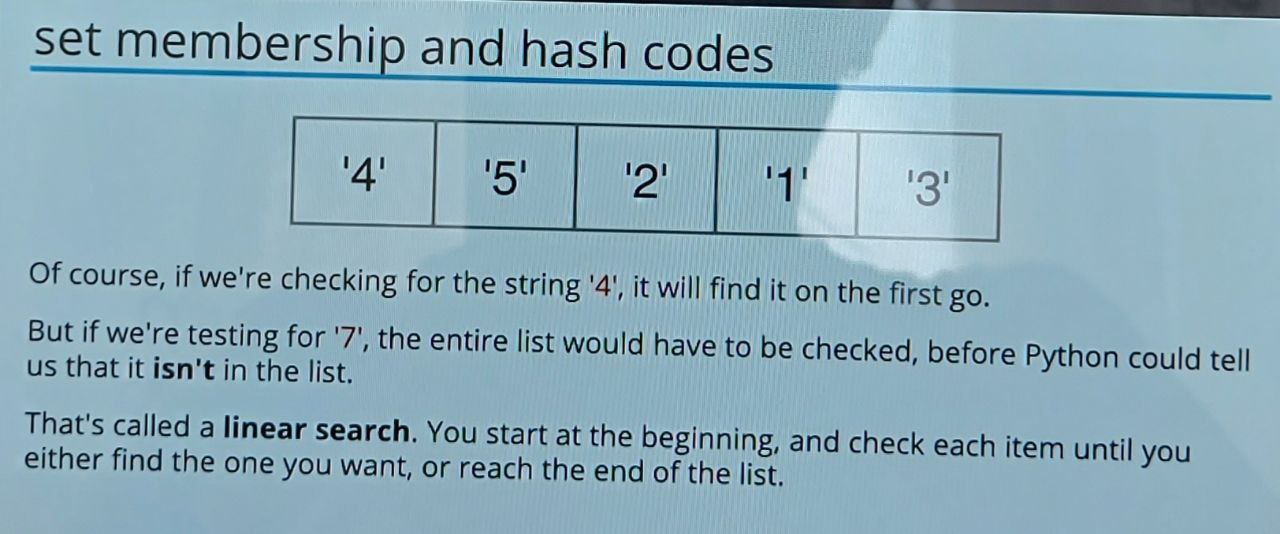 set membership and hash codes
'4' '5' '2' '1' '3'
Of course, if we're checking for the string '4', it will find it on the first go.
But if we're testing for '7', the entire list would have to be checked, before Python could tell
us that it isn't in the list.
That's called a linear search. You start at the beginning, and check each item until you
either find the one you want, or reach the end of the list.